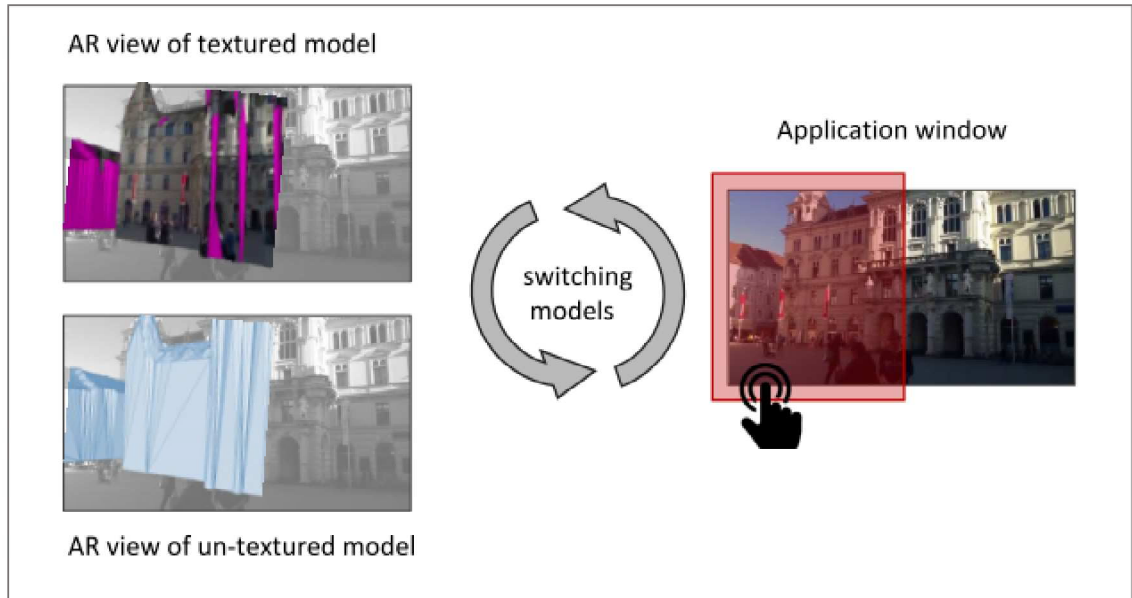 AR view of textured model
Application window
switching
models
AR view of un-textured model